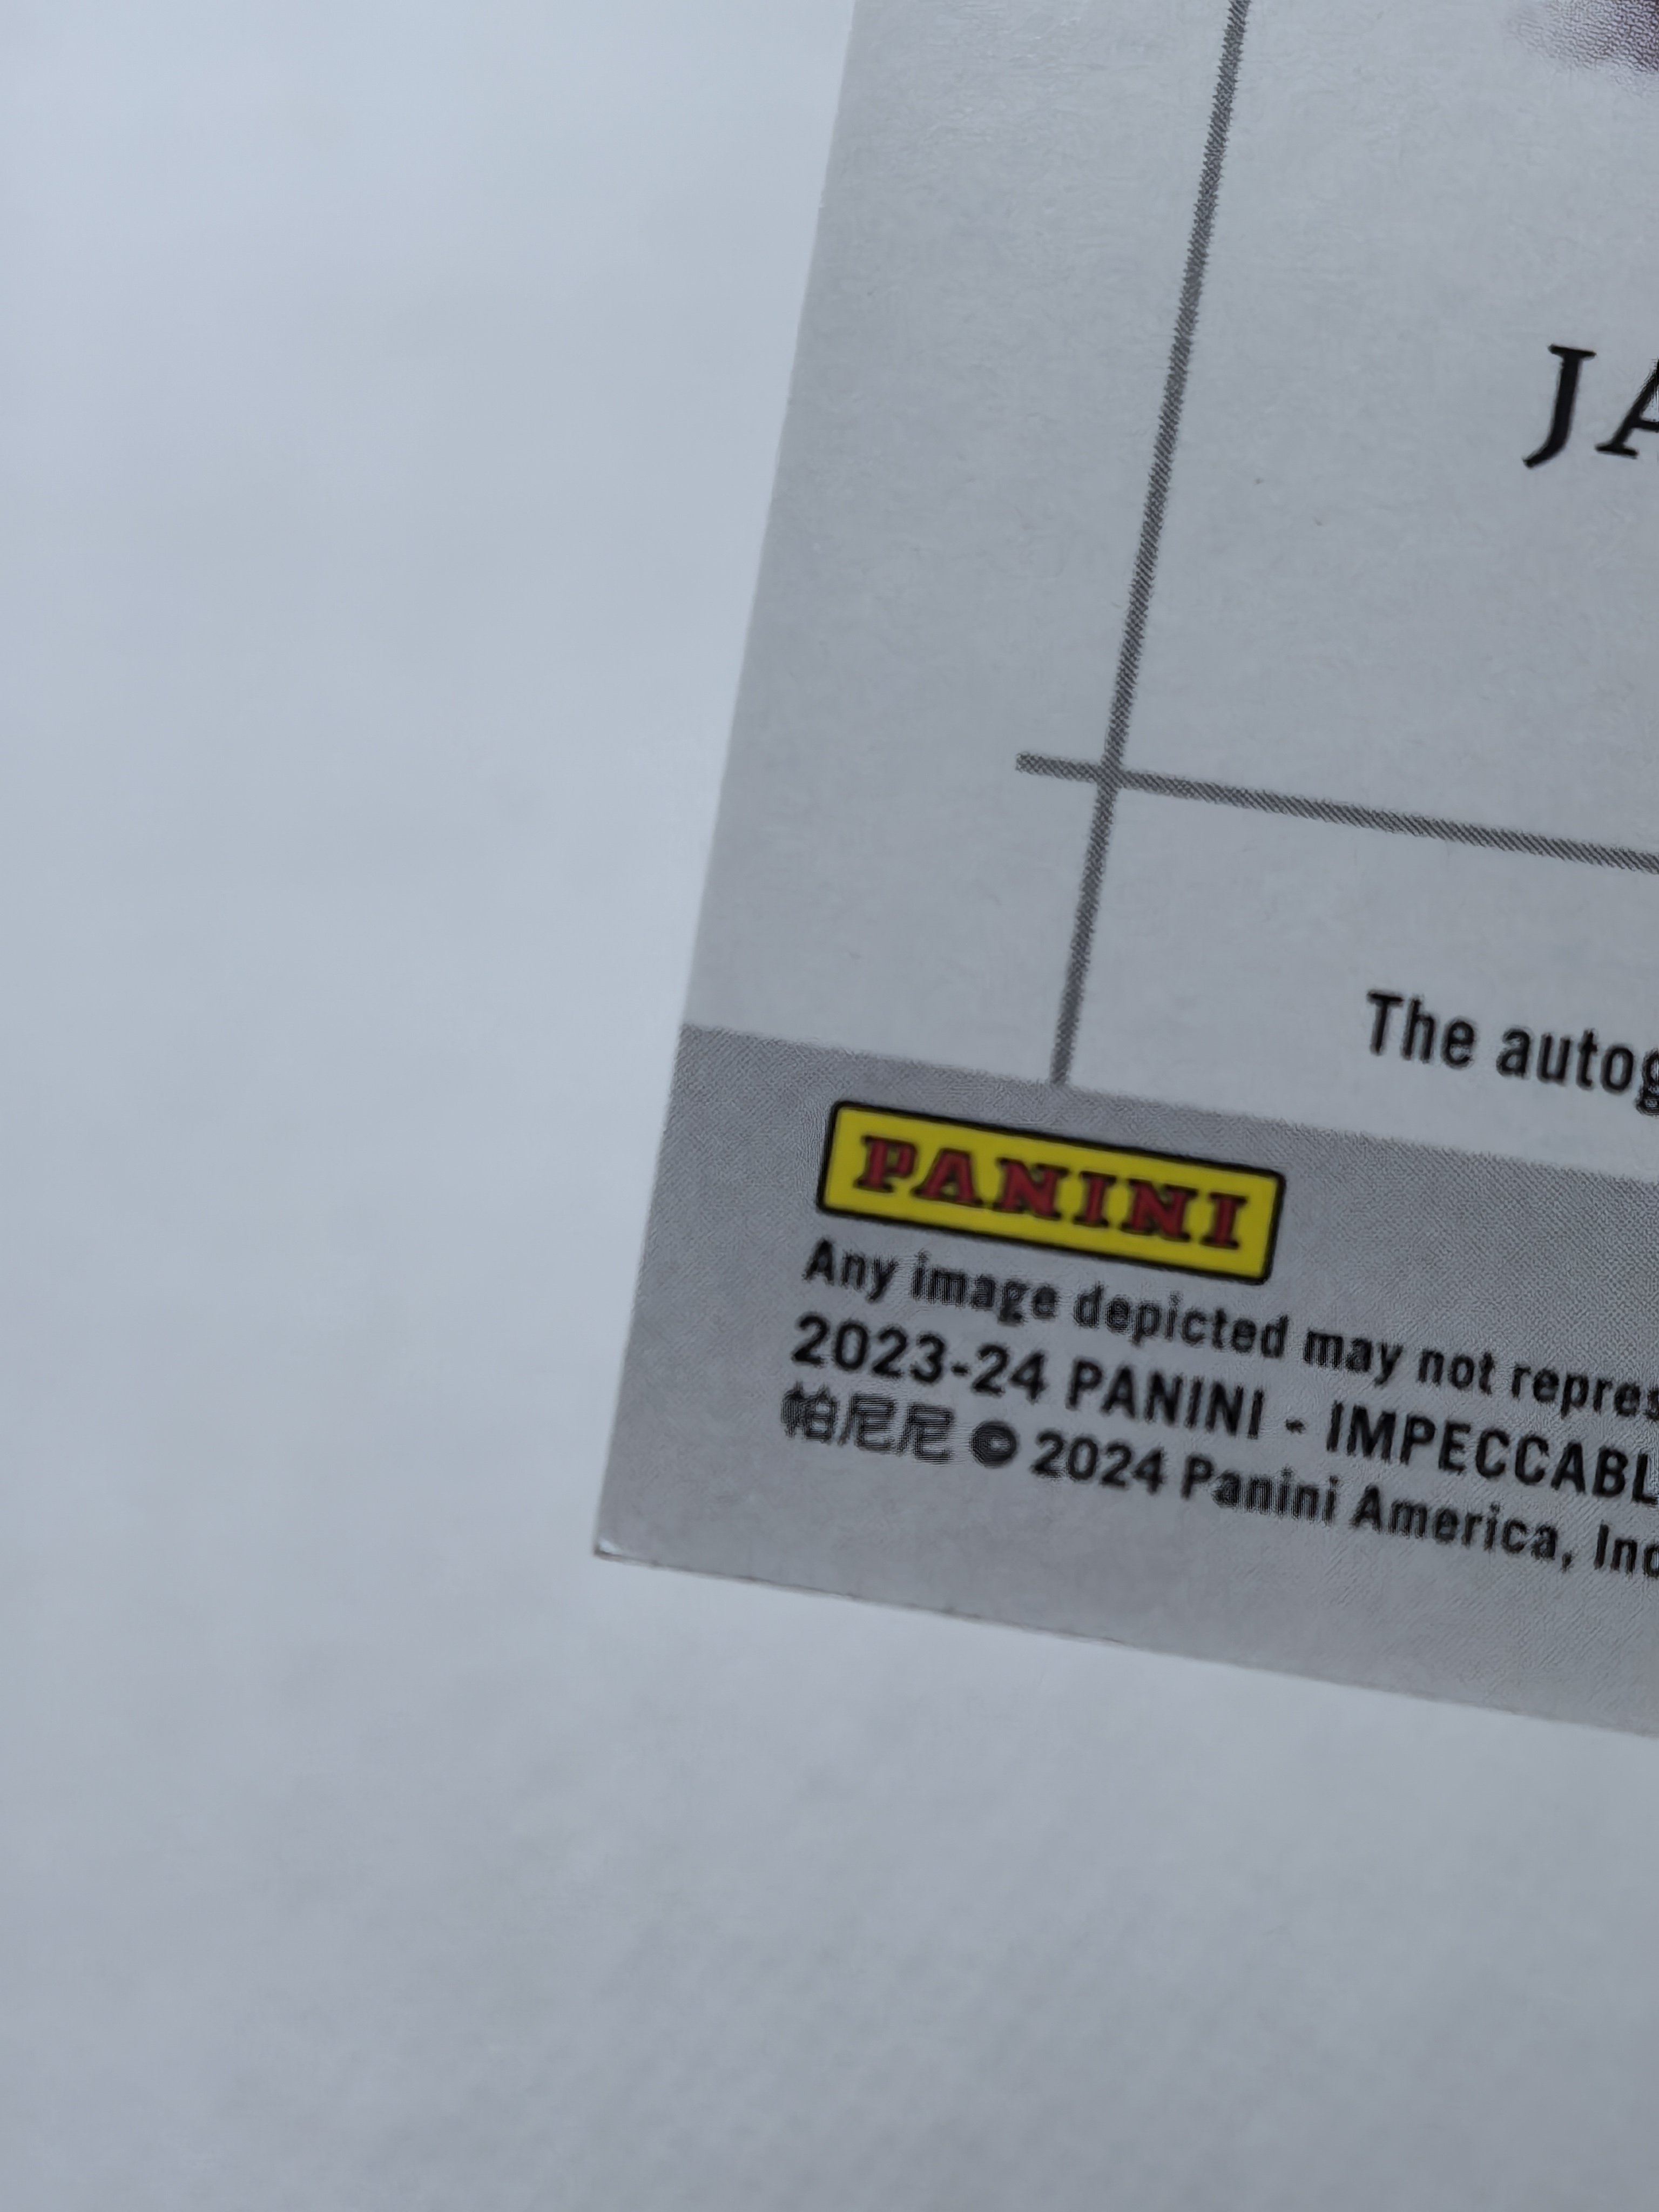 JA
The autog
PANINI
Any image depicted may not repres
2023-24 PANINI - IMPECCABL
帕尼尼 © 2024 Panini America, Inc